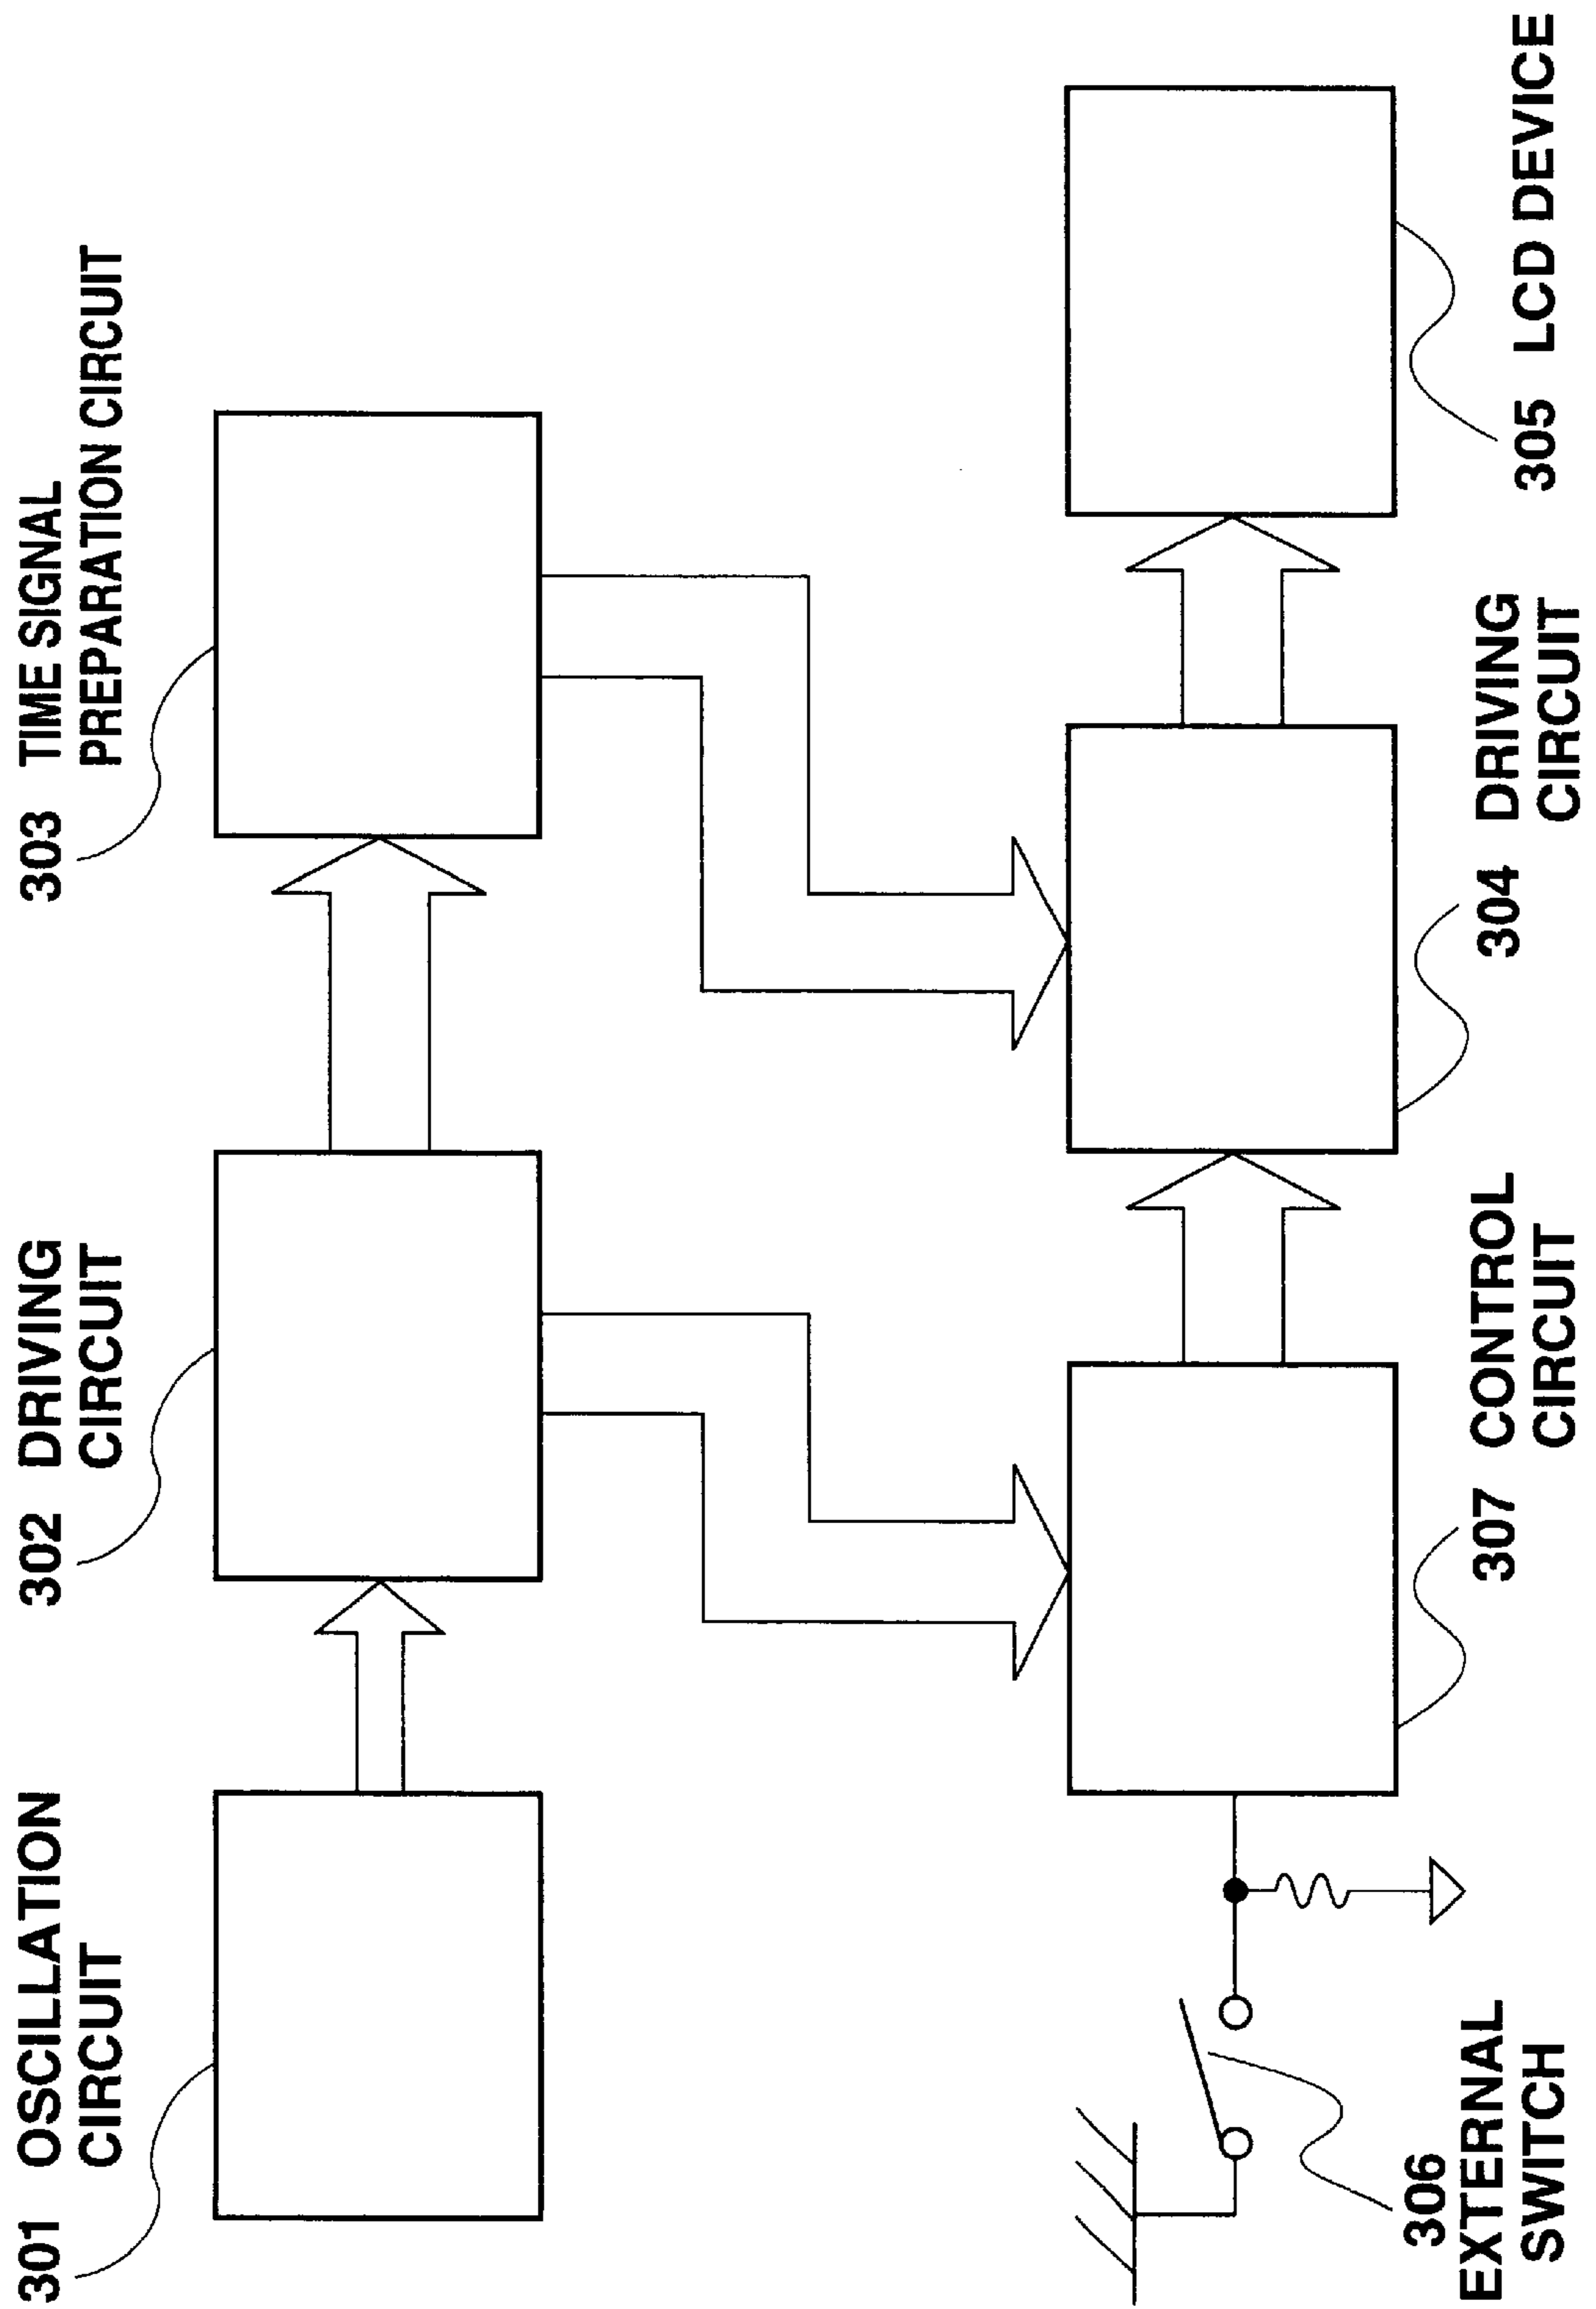 301 OSCILLATION
CIRCUIT
302 DRIVING
CIRCUIT
303 TIME SIGNAL
PREPARATION CIRCUIT
306
EXTERNAL
SWITCH
307 CONTROL
CIRCUIT
304 DRIVING
CIRCUIT
305 LCD DEVICE